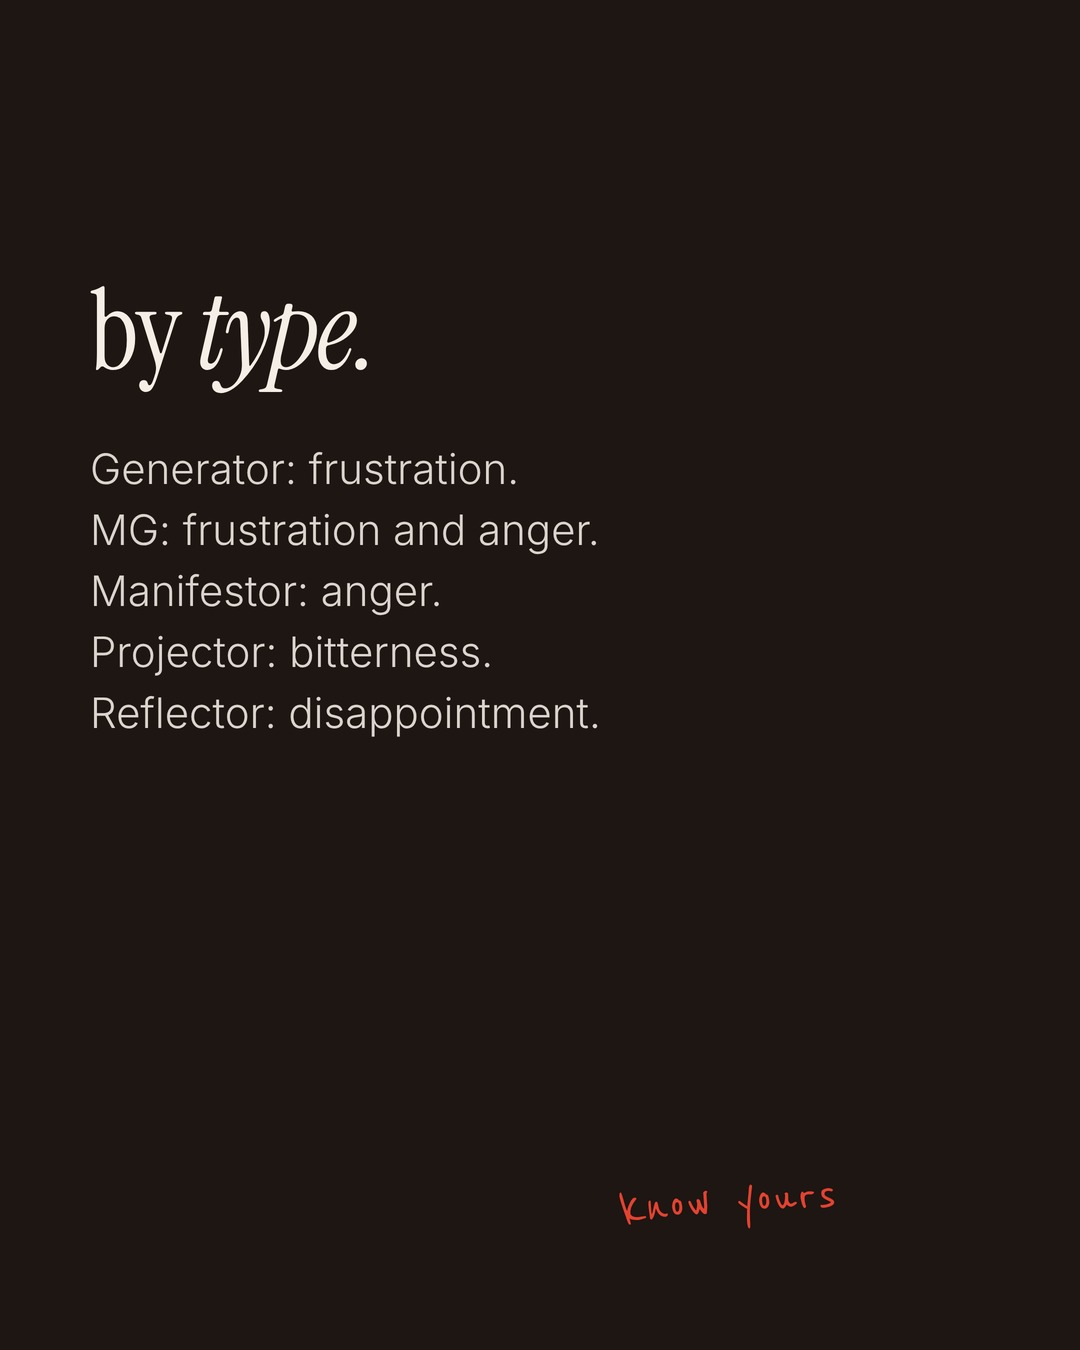 by type.
Generator: frustration.
MG: frustration and anger.
Manifestor: anger.
Projector: bitterness.
Reflector: disappointment.
know yours